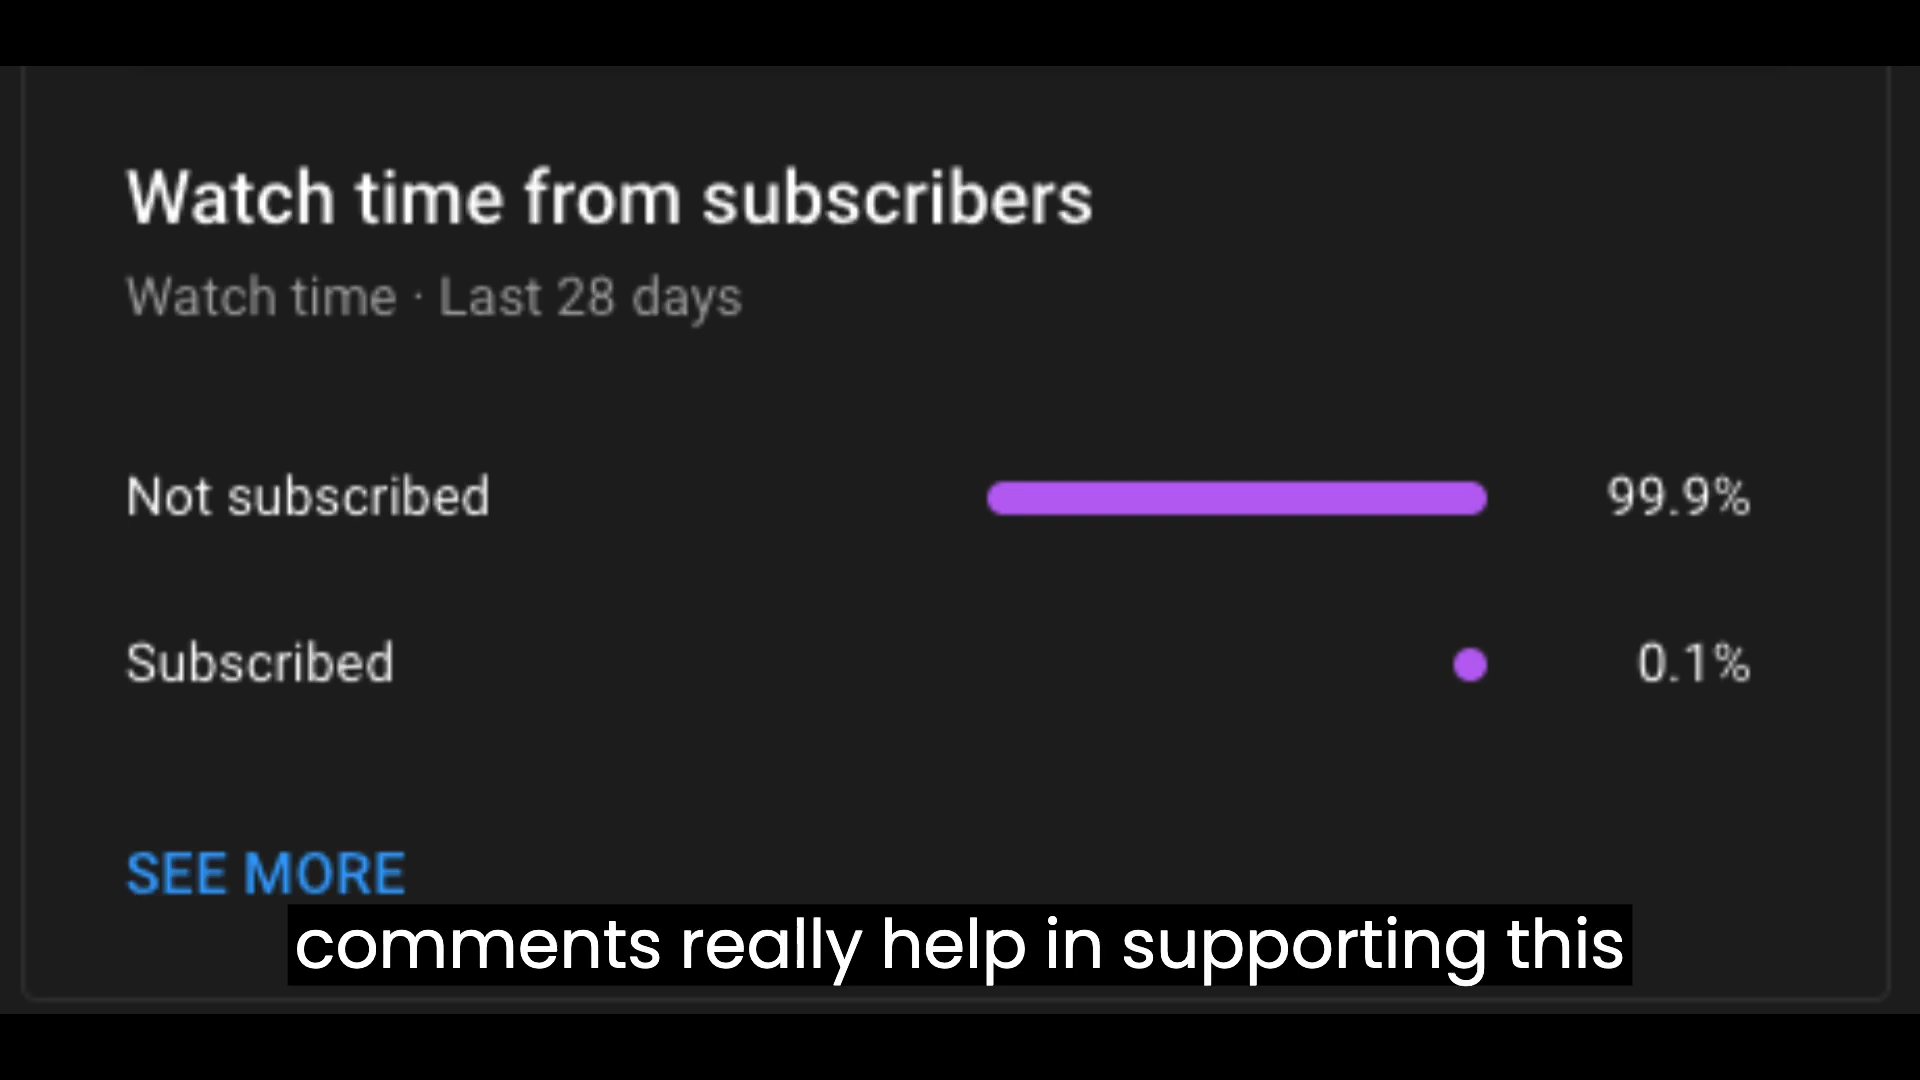 Watch time from subscribers
Watch time · Last 28 days
Not subscribed 99.9%
Subscribed 0.1%
SEE MORE
comments really help in supporting this